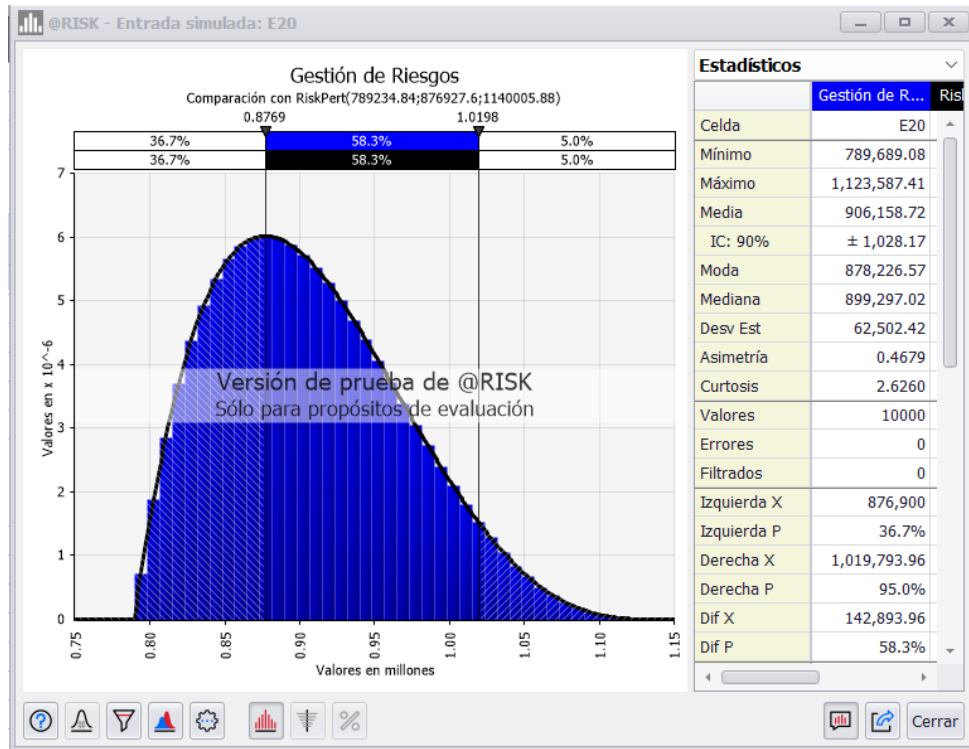 @RISK - Entrada simulada: E20
Gestión de Riesgos
Comparación con RiskPert(789234.84;876927.6;1140005.88)
0.8769 1.0198
36.7% 58.3% 5.0%
36.7% 58.3% 5.0%
Valores en x 10^-6
7
6
5
4
3
2
1
0
Versión de prueba de @RISK
Sólo para propósitos de evaluación
0.75 0.80 0.85 0.90 0.95 1.00 1.05 1.10 1.15
Valores en millones
Estadísticos
Gestión de R... Risl
Celda E20
Mínimo 789,689.08
Máximo 1,123,587.41
Media 906,158.72
IC: 90% ± 1,028.17
Moda 878,226.57
Mediana 899,297.02
Desv Est 62,502.42
Asimetría 0.4679
Curtosis 2.6260
Valores 10000
Errores 0
Filtrados 0
Izquierda X 876,900
Izquierda P 36.7%
Derecha X 1,019,793.96
Derecha P 95.0%
Dif X 142,893.96
Dif P 58.3%
Cerrar